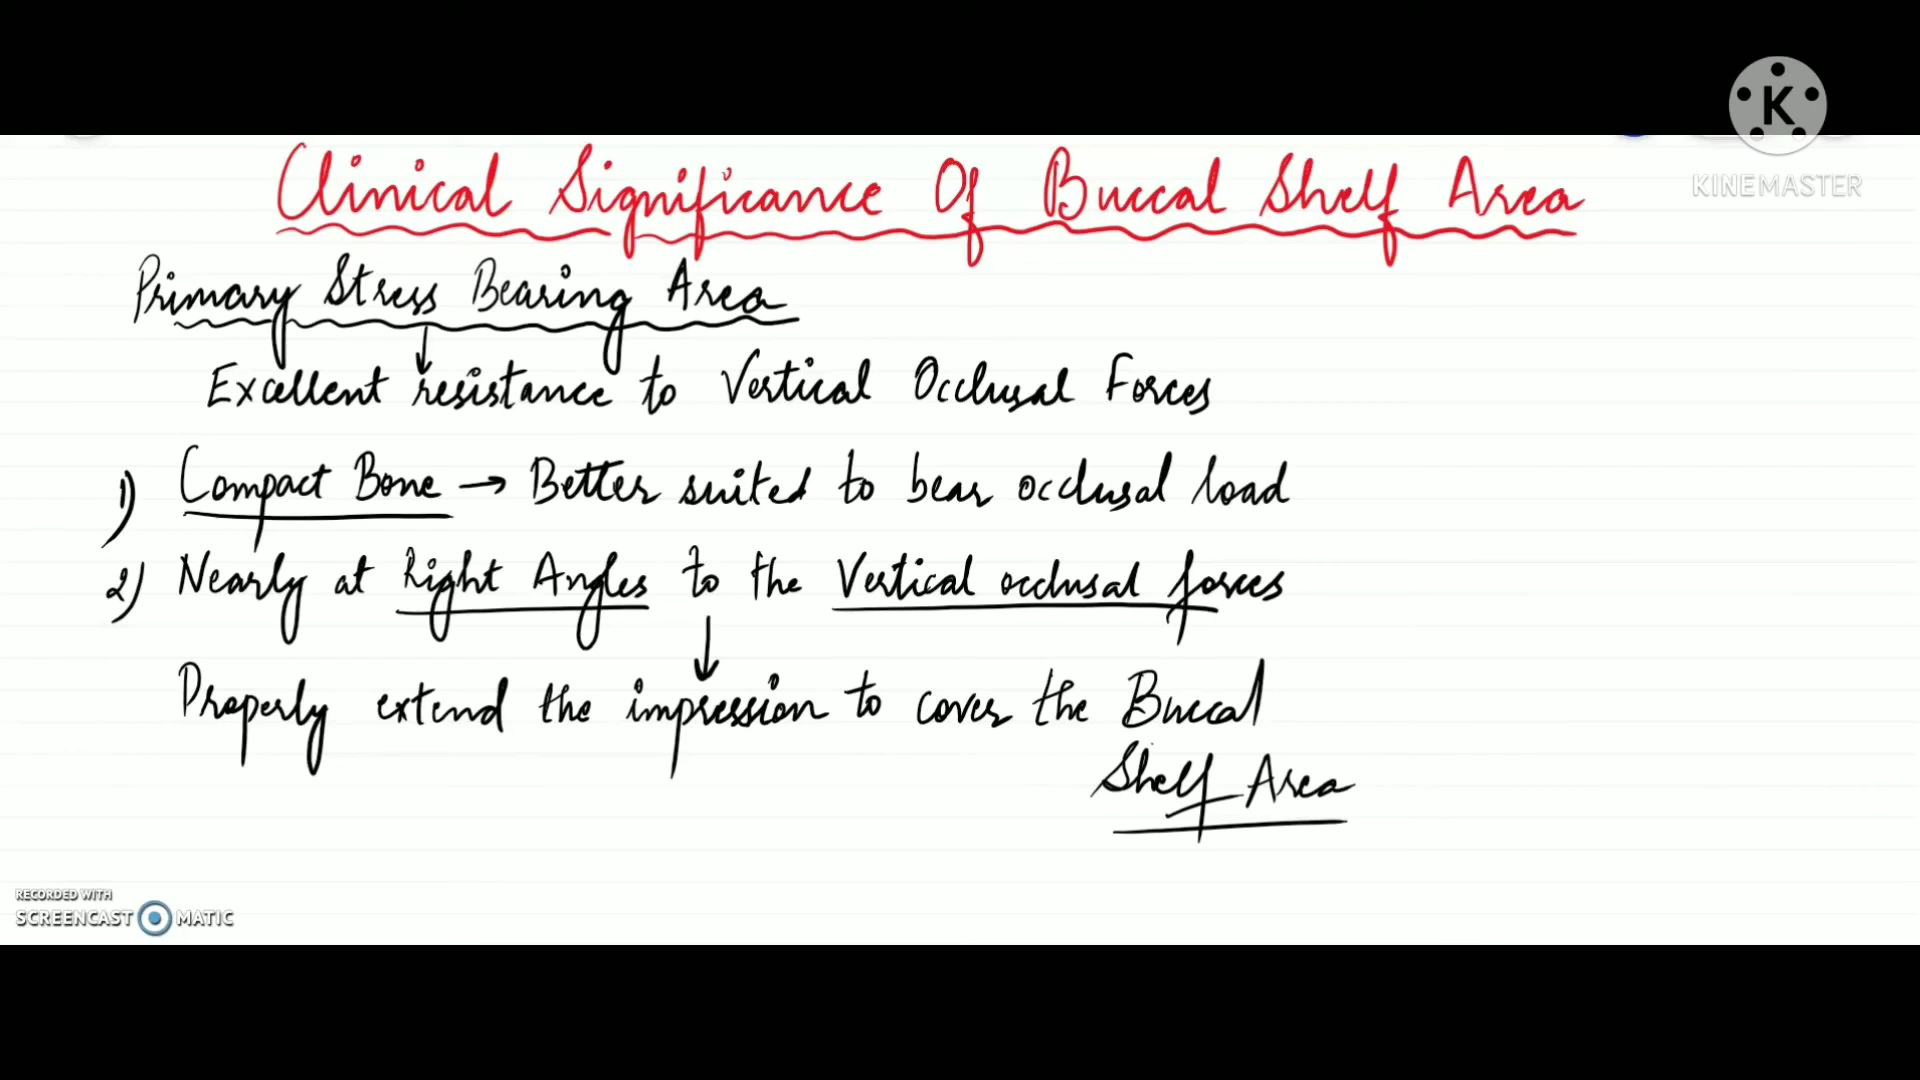 K
KINEMASTER
Clinical Significance Of Buccal Shelf Area
Primary Stress Bearing Area
↓
Excellent resistance to Vertical Occlusal Forces
1) Compact Bone → Better suited to bear occlusal load
2) Nearly at Right Angles to the Vertical occlusal forces
↓
Properly extend the impression to cover the Buccal
Shelf Area
RECORDED WITH
SCREENCAST MATIC